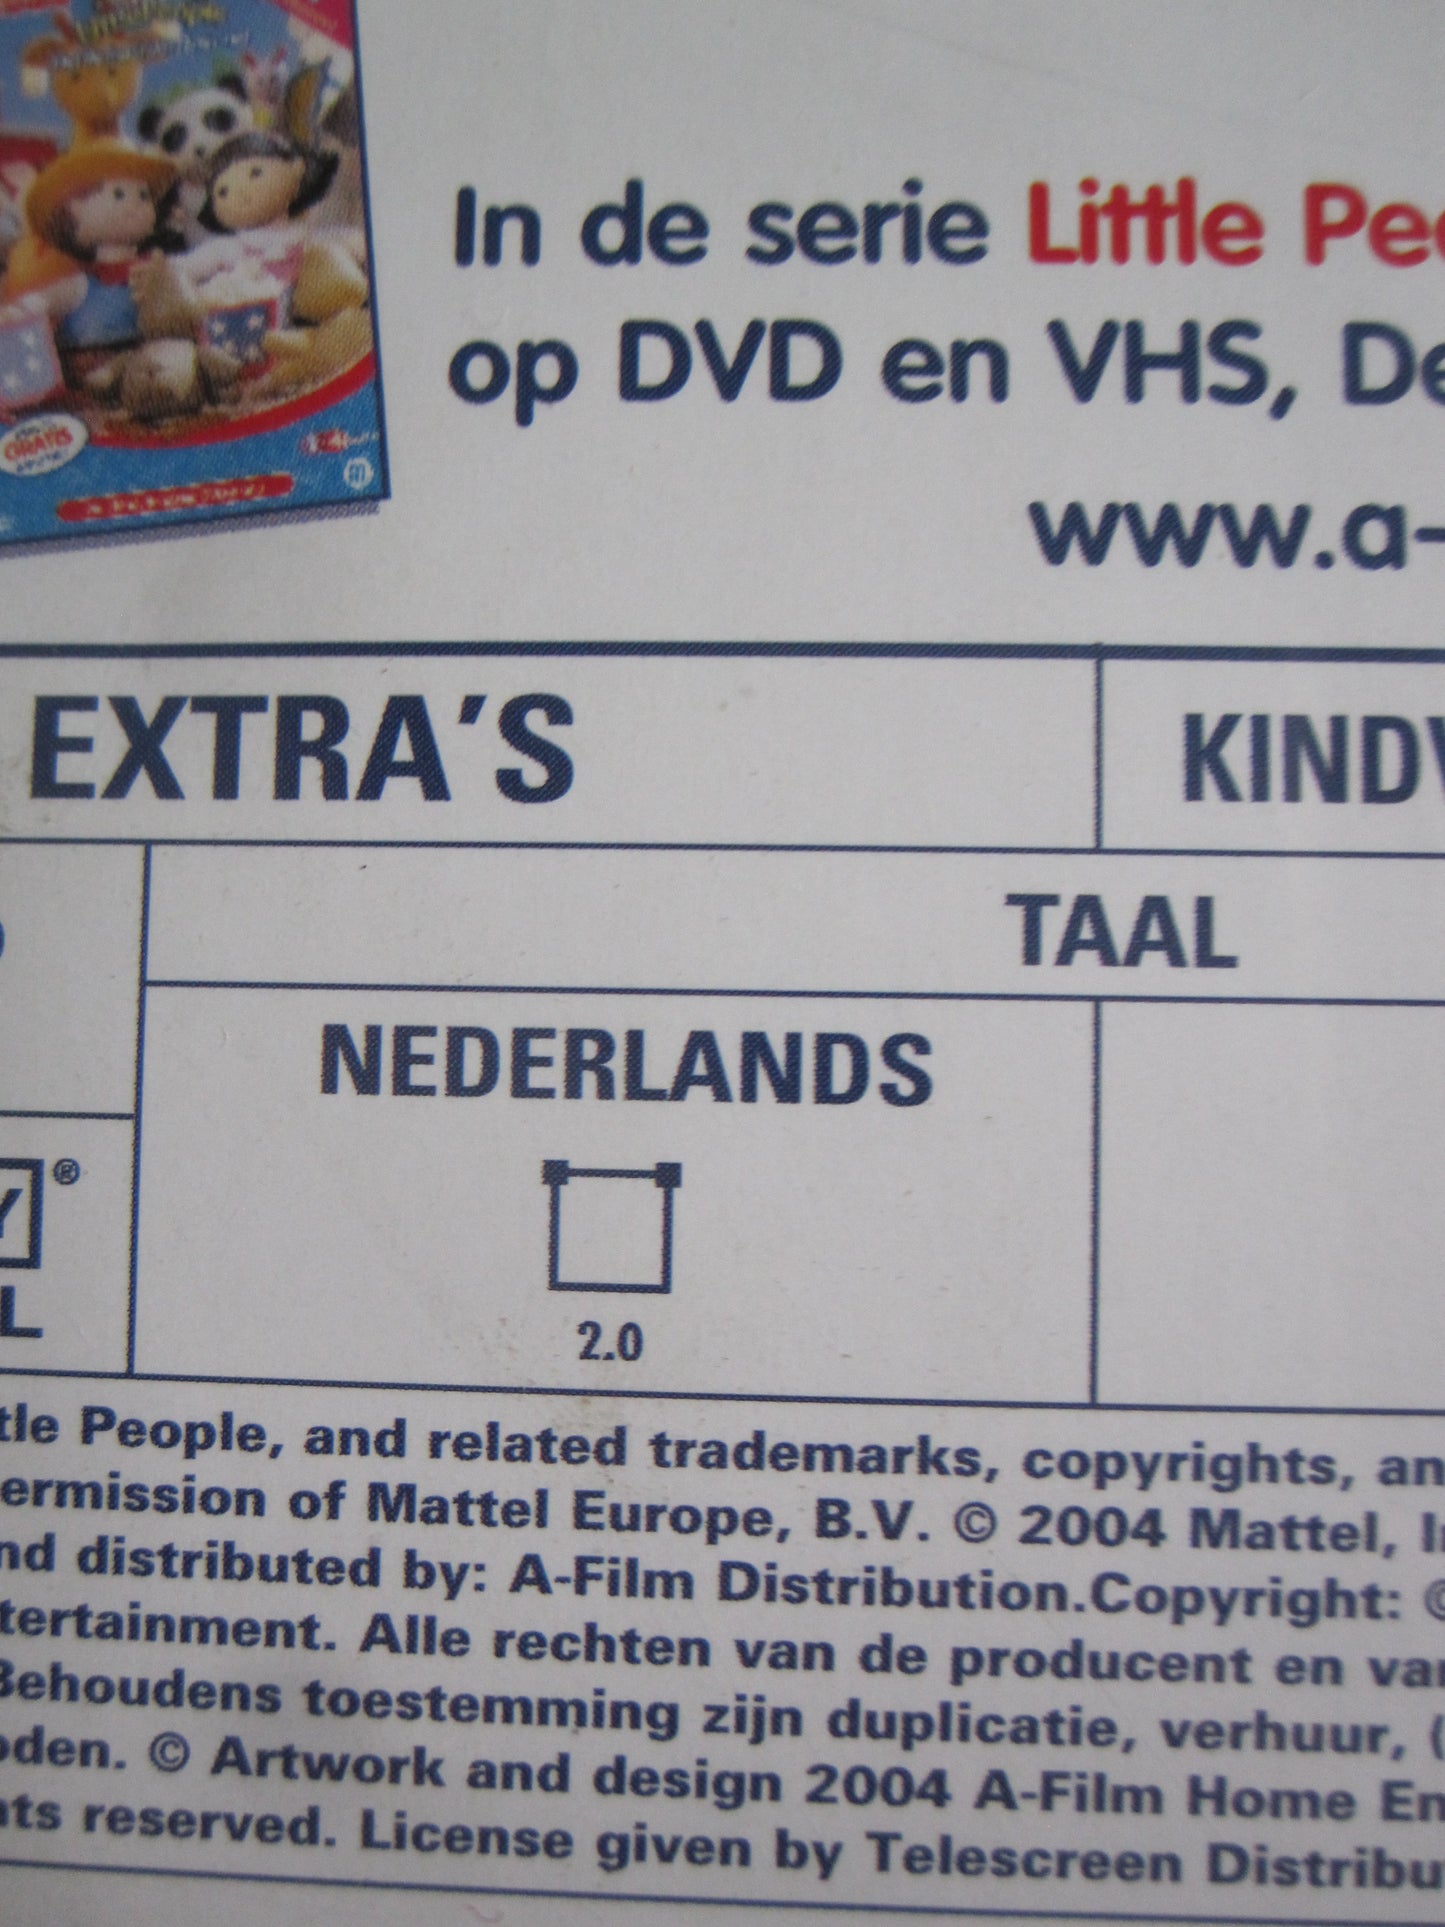 GRATIS
In de serie Little Peo
op DVD en VHS, De
www.a-
EXTRA'S
KINDV
TAAL
NEDERLANDS
®
Y
L
2.0
tle People, and related trademarks, copyrights, an
ermission of Mattel Europe, B.V. © 2004 Mattel, I
nd distributed by: A-Film Distribution.Copyright: ©
tertainment. Alle rechten van de producent en va
Behoudens toestemming zijn duplicatie, verhuur, (
oden. © Artwork and design 2004 A-Film Home En
ts reserved. License given by Telescreen Distribu